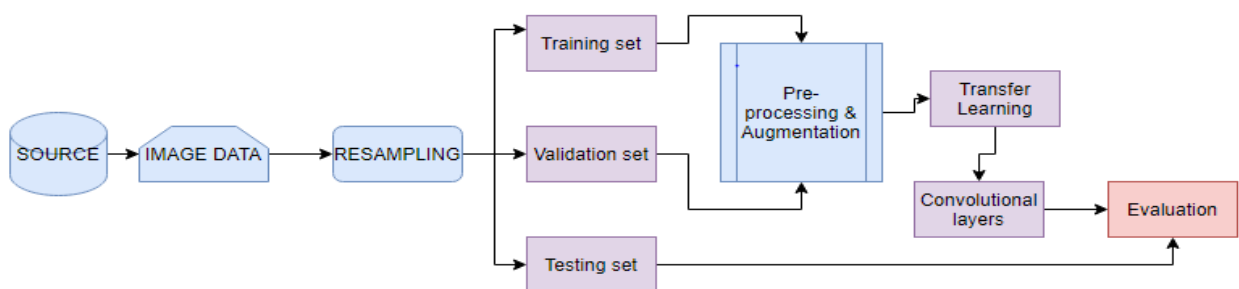 SOURCE
IMAGE DATA
RESAMPLING
Training set
Validation set
Testing set
Pre-
processing &
Augmentation
Transfer
Learning
Convolutional
layers
Evaluation